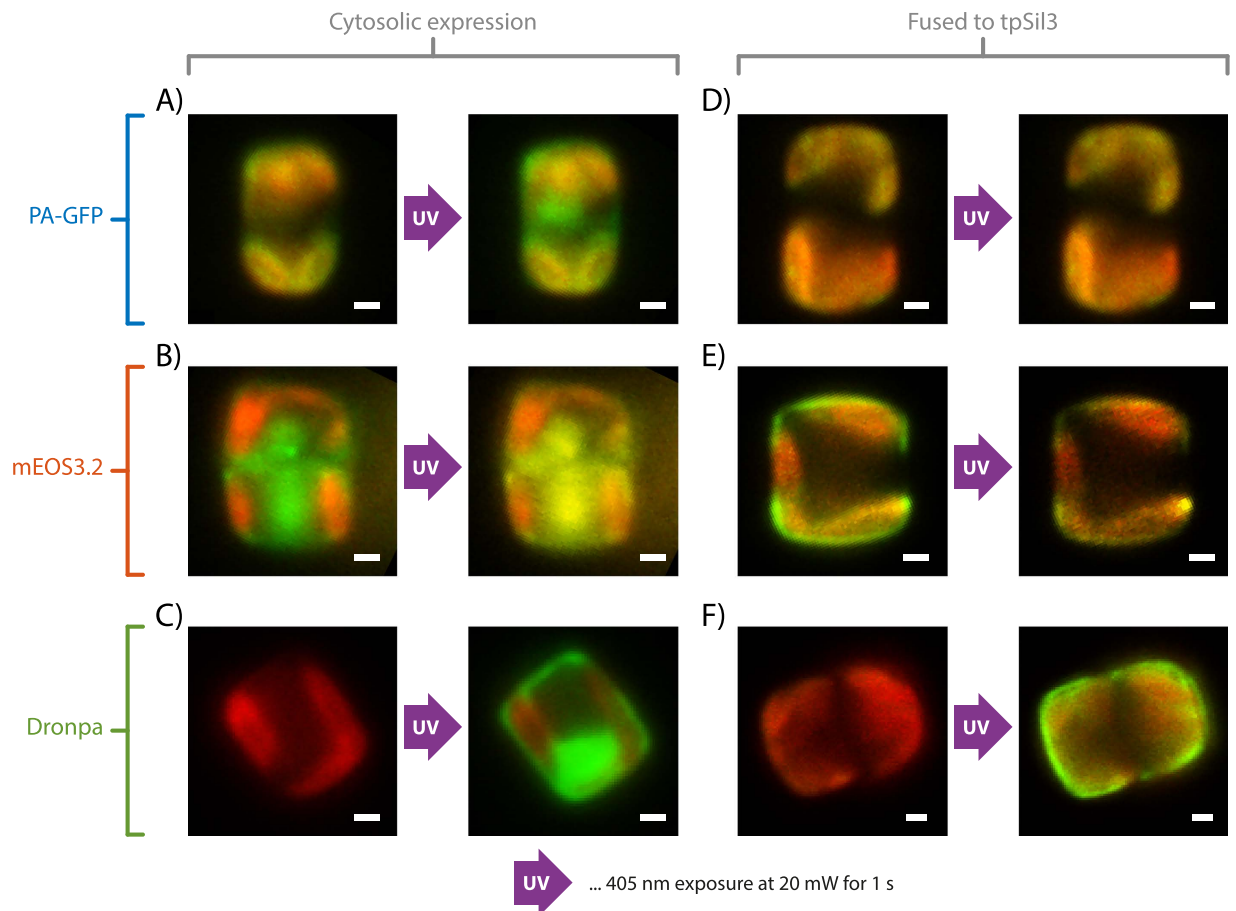 Cytosolic expression
Fused to tpSil3
A)
D)
PA-GFP
UV
UV
B)
E)
mEOS3.2
UV
UV
C)
F)
Dronpa
UV
UV
UV ... 405 nm exposure at 20 mW for 1 s